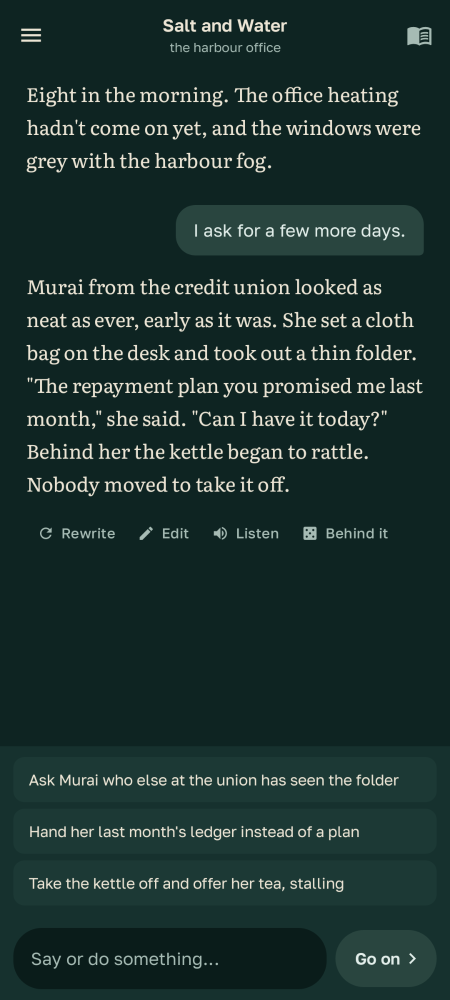 Salt and Water
the harbour office
Eight in the morning. The office heating
hadn't come on yet, and the windows were
grey with the harbour fog.
I ask for a few more days.
Murai from the credit union looked as
neat as ever, early as it was. She set a cloth
bag on the desk and took out a thin folder.
"The repayment plan you promised me last
month," she said. "Can I have it today?"
Behind her the kettle began to rattle.
Nobody moved to take it off.
Rewrite Edit Listen Behind it
Ask Murai who else at the union has seen the folder
Hand her last month's ledger instead of a plan
Take the kettle off and offer her tea, stalling
Say or do something... Go on